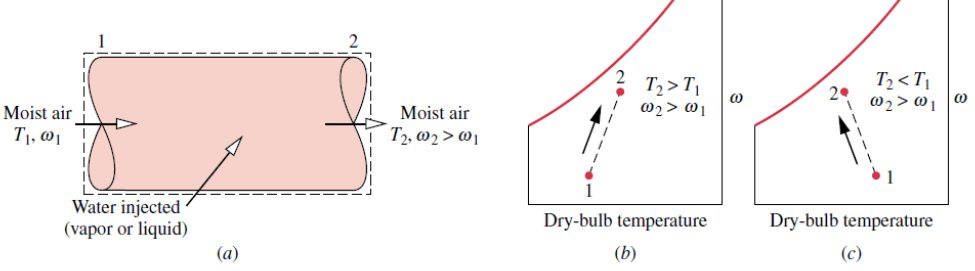 1
2
Moist air
T₁, ω₁
Moist air
T₂, ω₂ > ω₁
Water injected
(vapor or liquid)
(a)
2
T₂ > T₁
ω₂ > ω₁
1
ω
Dry-bulb temperature
(b)
2
T₂ < T₁
ω₂ > ω₁
1
ω
Dry-bulb temperature
(c)